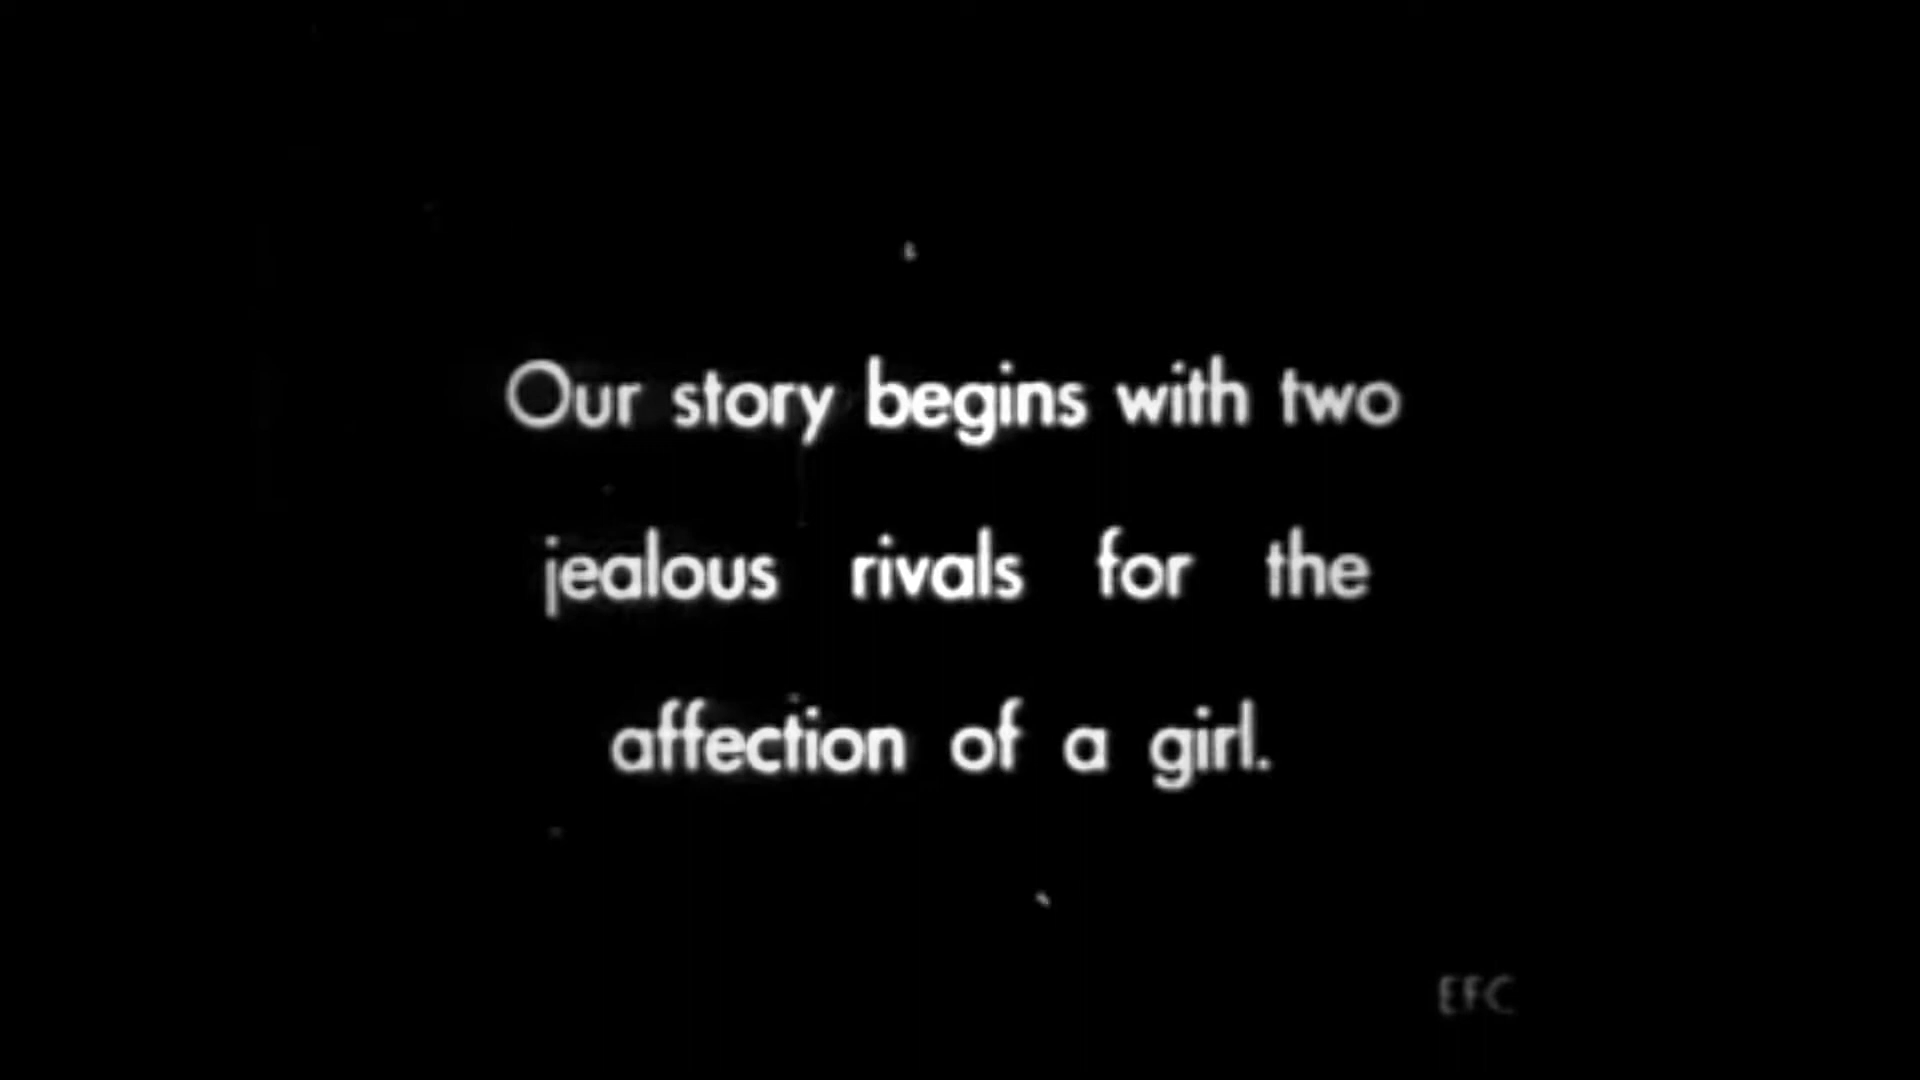 Our story begins with two
jealous rivals for the
affection of a girl.
EFC